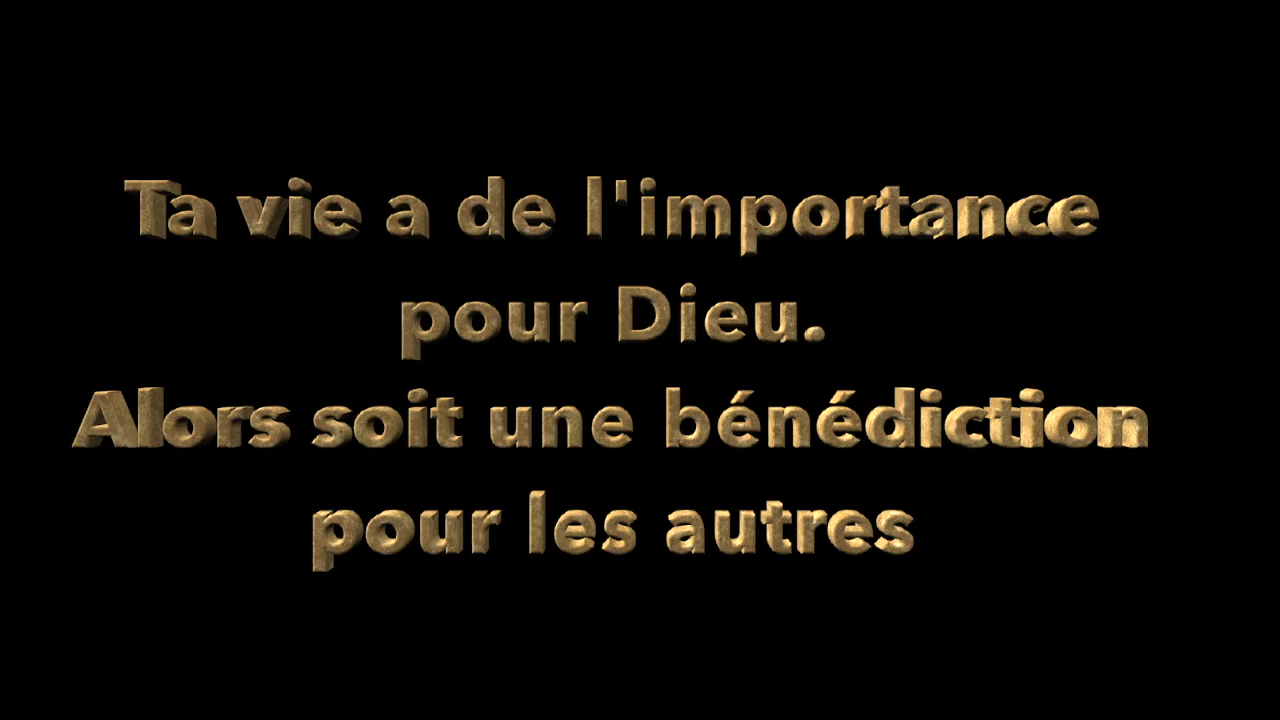 Ta vie a de l'importance
pour Dieu.
Alors soit une bénédiction
pour les autres